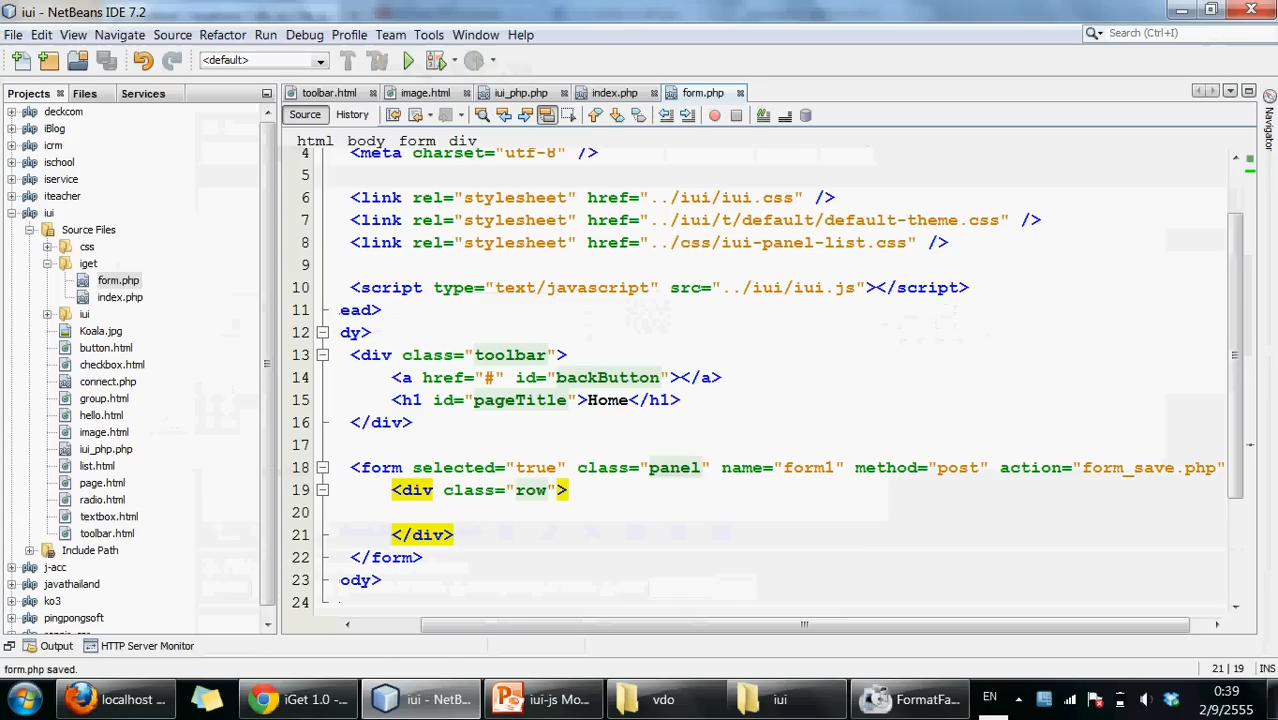 iui - NetBeans IDE 7.2
File Edit View Navigate Source Refactor Run Debug Profile Team Tools Window Help
Search (Ctrl+I)
<default>
Projects Files Services
toolbar.html image.html iui_php.php index.php form.php
Navigator
Source History
html body form div
deckcom
iBlog
icrm
ischool
iservice
iteacher
iui
Source Files
css
iget
form.php
index.php
iui
Koala.jpg
button.html
checkbox.html
connect.php
group.html
hello.html
image.html
iui_php.php
list.html
page.html
radio.html
textbox.html
toolbar.html
Include Path
j-acc
javathailand
ko3
pingpongsoft
4 <meta charset="utf-8" />
5
6 <link rel="stylesheet" href="../iui/iui.css" />
7 <link rel="stylesheet" href="../iui/t/default/default-theme.css" />
8 <link rel="stylesheet" href="../css/iui-panel-list.css" />
9
10 <script type="text/javascript" src="../iui/iui.js"></script>
11 ead>
12 dy>
13 <div class="toolbar">
14 <a href="#" id="backButton"></a>
15 <h1 id="pageTitle">Home</h1>
16 </div>
17
18 <form selected="true" class="panel" name="form1" method="post" action="form_save.php"
19 <div class="row">
20
21 </div>
22 </form>
23 ody>
24
Output HTTP Server Monitor
form.php saved.
21 | 19 INS
localhost ... iGet 1.0 -... iui - NetB... iui-js Mo... vdo iui FormatFa...
EN
0:39
2/9/2555